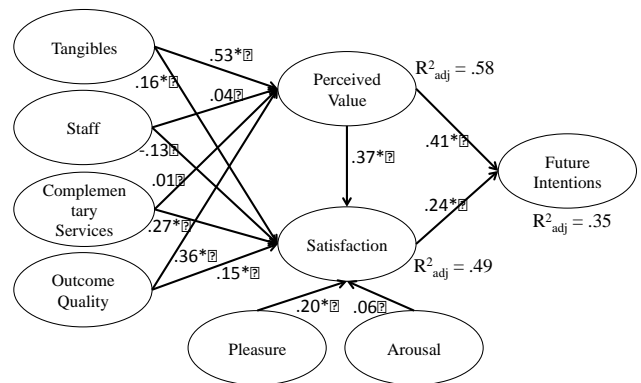 Tangibles
Staff
Complemen
tary
Services
Outcome
Quality
.53*
.16*
.04
-.13
.01
.27*
.36*
.15*
Perceived
Value
R²adj = .58
.37*
Satisfaction
R²adj = .49
.41*
.24*
Future
Intentions
R²adj = .35
.20*
.06
Pleasure
Arousal